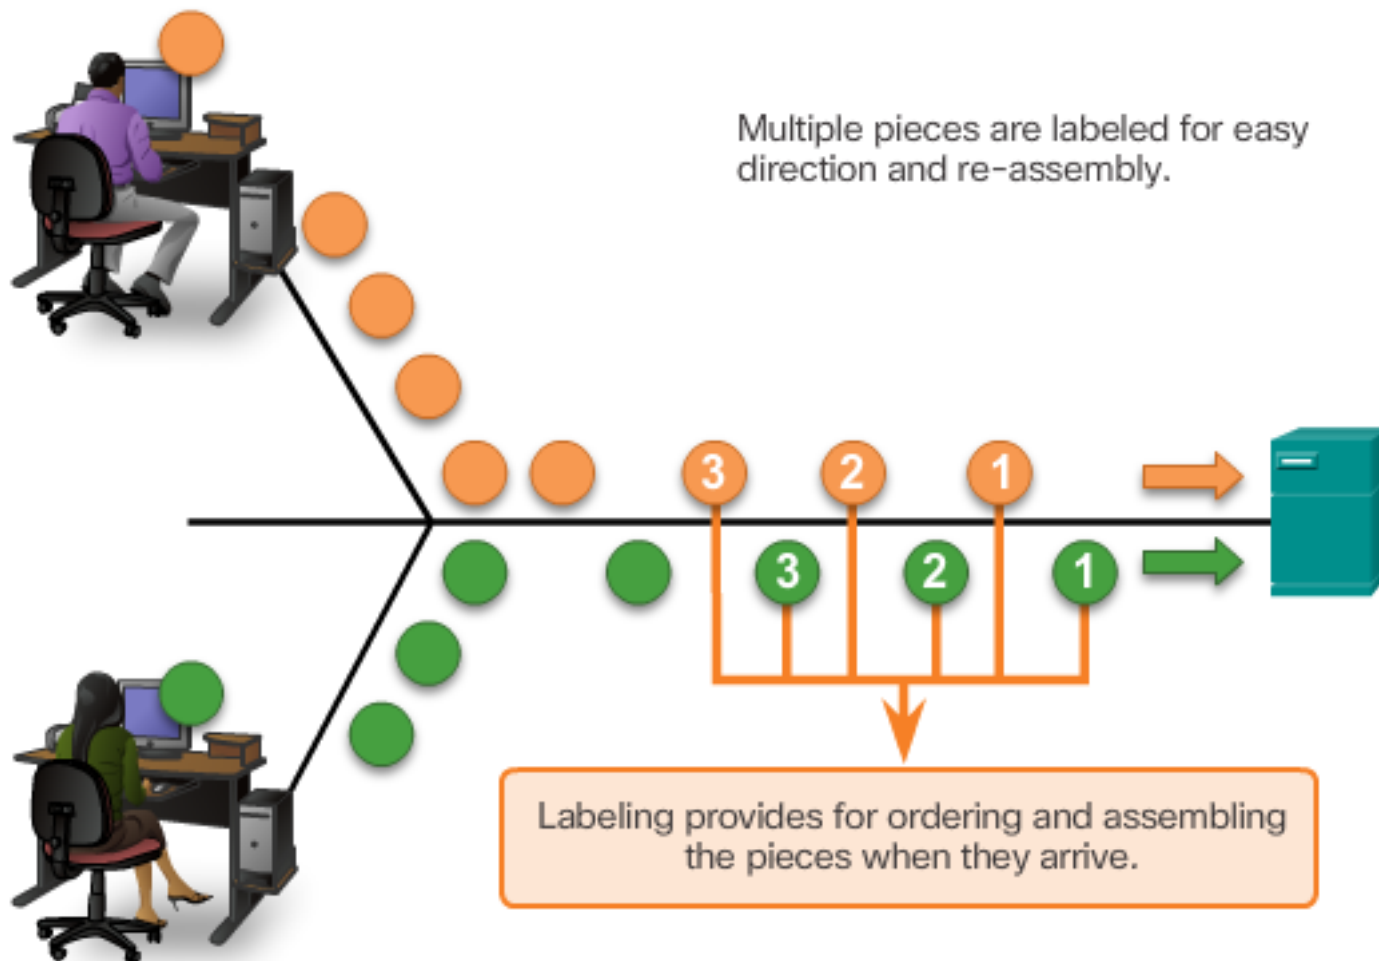 Multiple pieces are labeled for easy
direction and re-assembly.
3 2 1
3 2 1
Labeling provides for ordering and assembling
the pieces when they arrive.